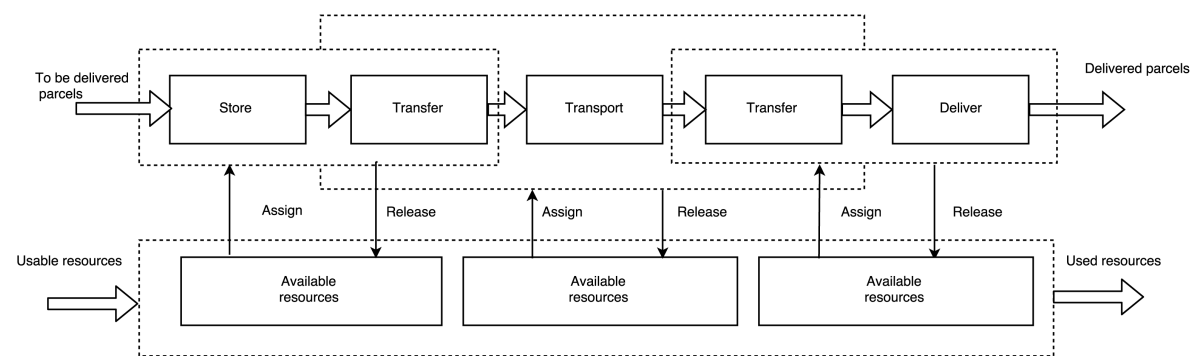 To be delivered
parcels
Store
Transfer
Transport
Transfer
Deliver
Delivered parcels
Assign
Release
Assign
Release
Assign
Release
Usable resources
Available
resources
Available
resources
Available
resources
Used resources